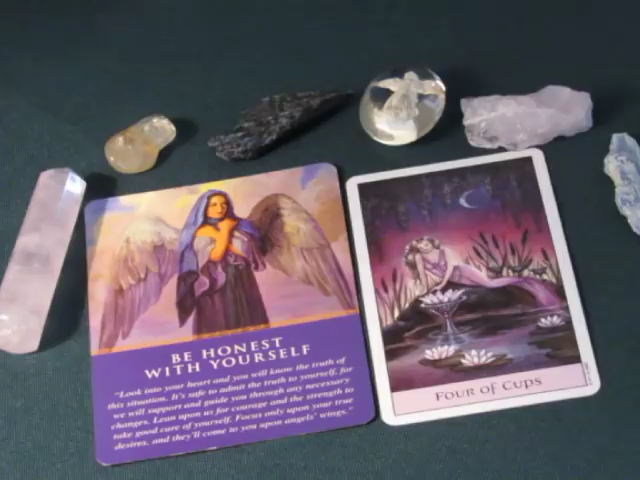 BE HONEST
WITH YOURSELF
"Look into your heart and you will know the truth of
this situation. It's safe to admit the truth to yourself, for
we will support and guide you through any necessary
changes. Lean upon us for courage and the strength to
take good care of yourself. Focus only upon your true
desires, and they'll come to you upon angels' wings."
FOUR OF CUPS